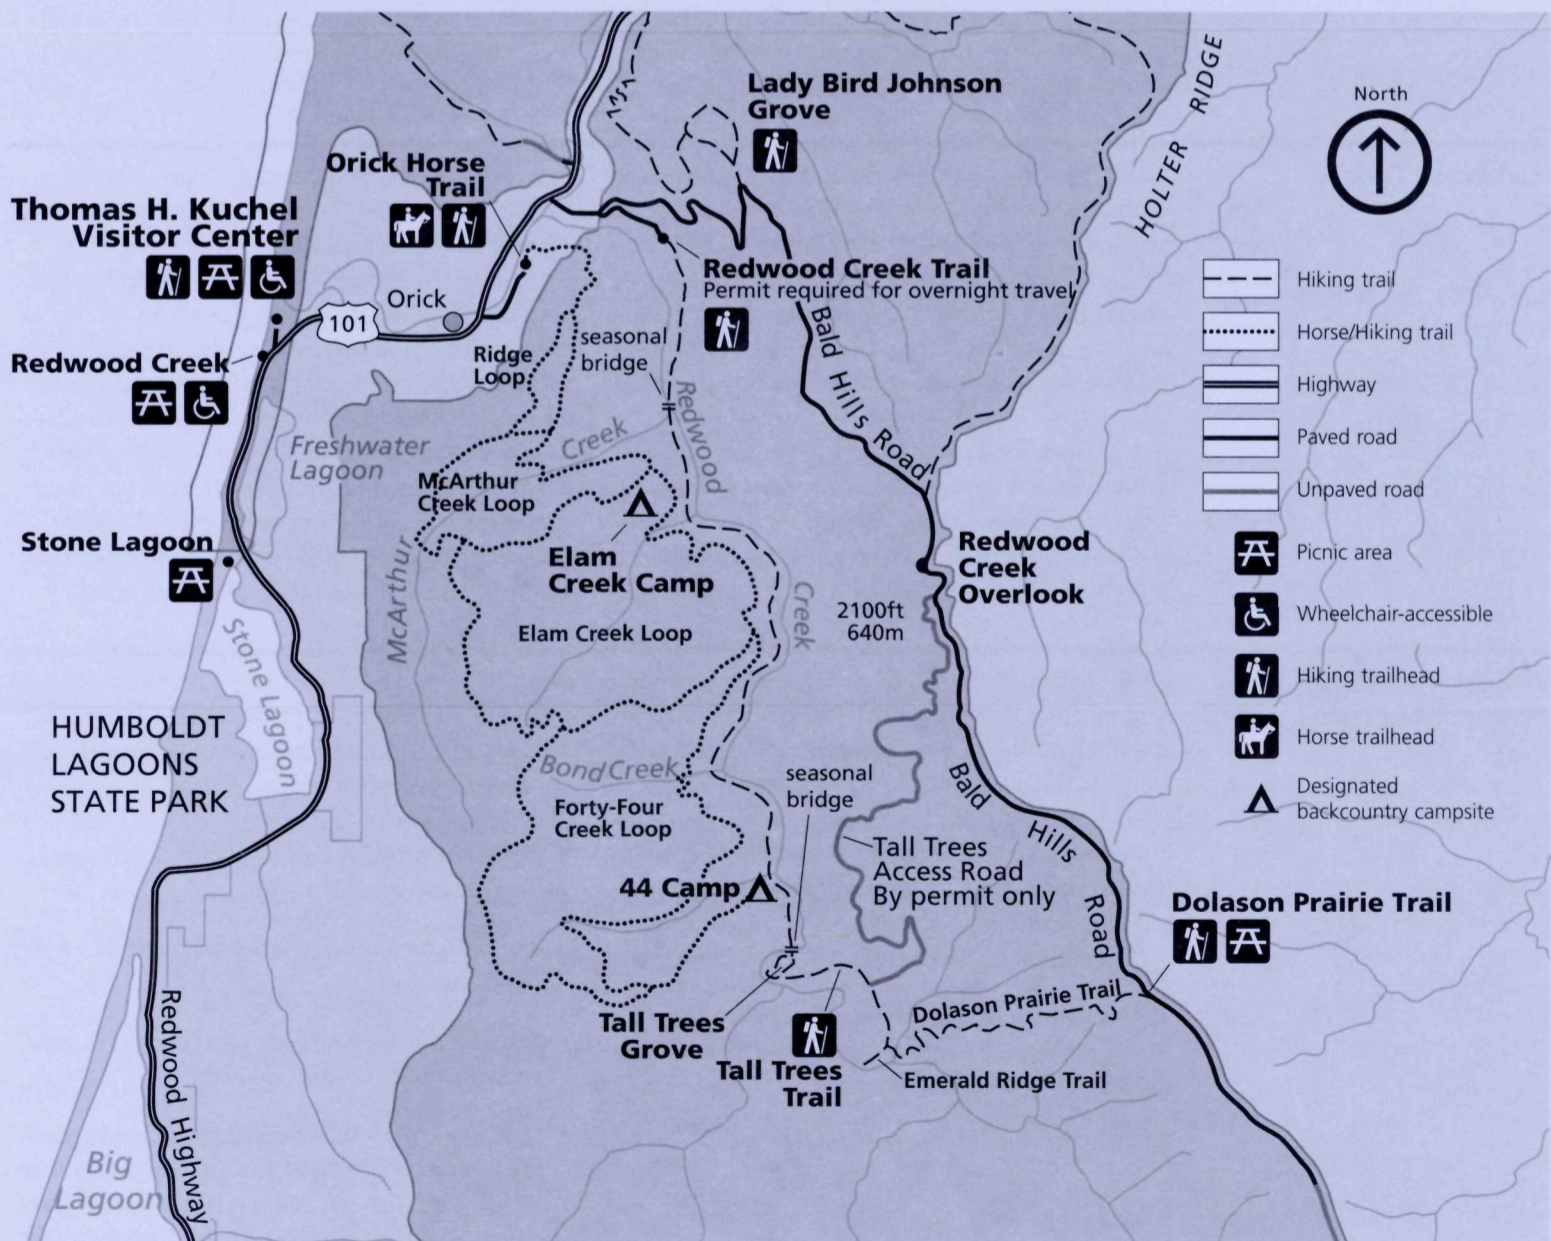 Lady Bird Johnson
Grove
HOLTER RIDGE
North
Orick Horse
Trail
Thomas H. Kuchel
Visitor Center
Redwood Creek Trail
Permit required for overnight travel
Hiking trail
Orick
101
Bald Hills Road
Horse/Hiking trail
seasonal
bridge
Ridge
Loop
Redwood Creek
Highway
Redwood
Creek
Freshwater
Lagoon
Paved road
McArthur
Creek Loop
Unpaved road
Stone Lagoon
Elam
Creek Camp
Redwood
Creek
Overlook
Picnic area
McArthur
Creek
2100ft
640m
Wheelchair-accessible
Elam Creek Loop
Stone Lagoon
Hiking trailhead
HUMBOLDT
LAGOONS
STATE PARK
Horse trailhead
Bond Creek
seasonal
bridge
Bald Hills Road
Designated
backcountry campsite
Forty-Four
Creek Loop
Tall Trees
Access Road
By permit only
44 Camp
Dolason Prairie Trail
Redwood Highway
Dolason Prairie Trail
Tall Trees
Grove
Tall Trees
Trail
Emerald Ridge Trail
Big
Lagoon